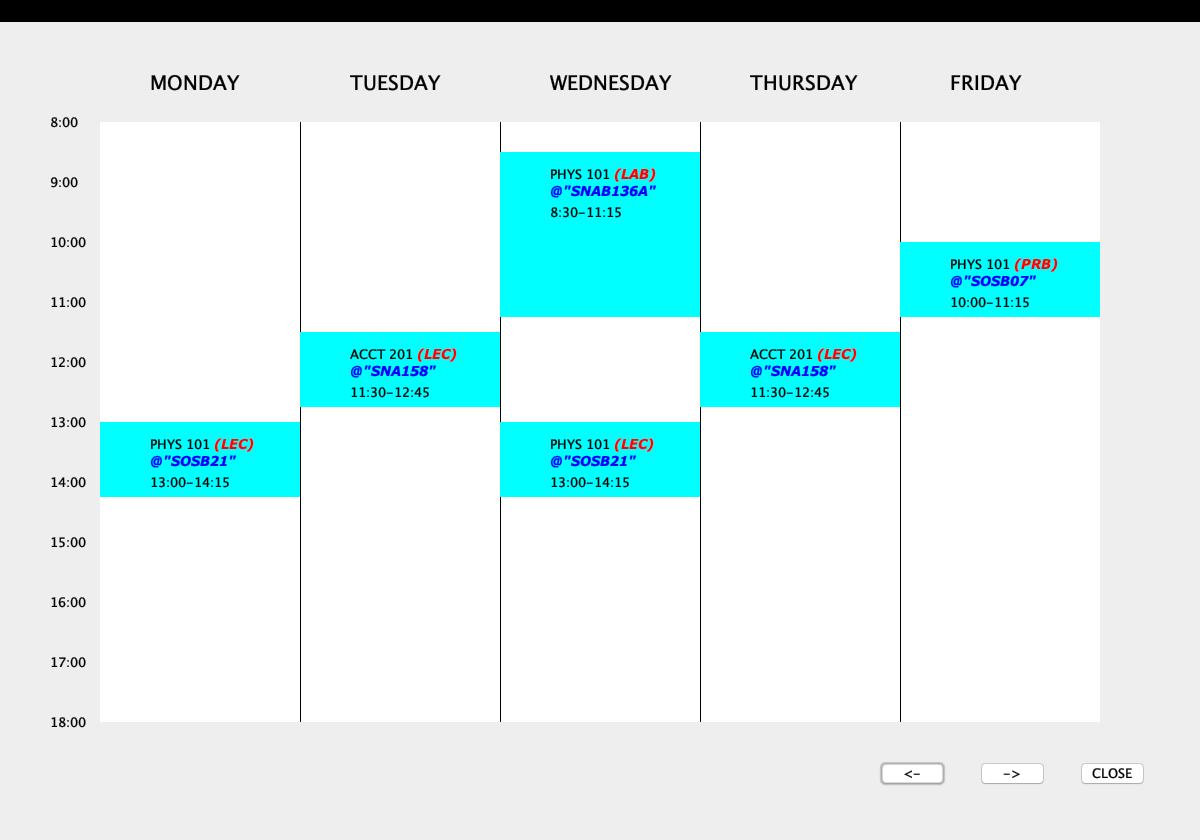 MONDAY TUESDAY WEDNESDAY THURSDAY FRIDAY
8:00
PHYS 101 (LAB)
@"SNAB136A"
8:30-11:15
9:00
10:00
PHYS 101 (PRB)
@"SOSB07"
10:00-11:15
11:00
ACCT 201 (LEC)
@"SNA158"
11:30-12:45
ACCT 201 (LEC)
@"SNA158"
11:30-12:45
12:00
13:00
PHYS 101 (LEC)
@"SOSB21"
13:00-14:15
PHYS 101 (LEC)
@"SOSB21"
13:00-14:15
14:00
15:00
16:00
17:00
18:00
<- -> CLOSE